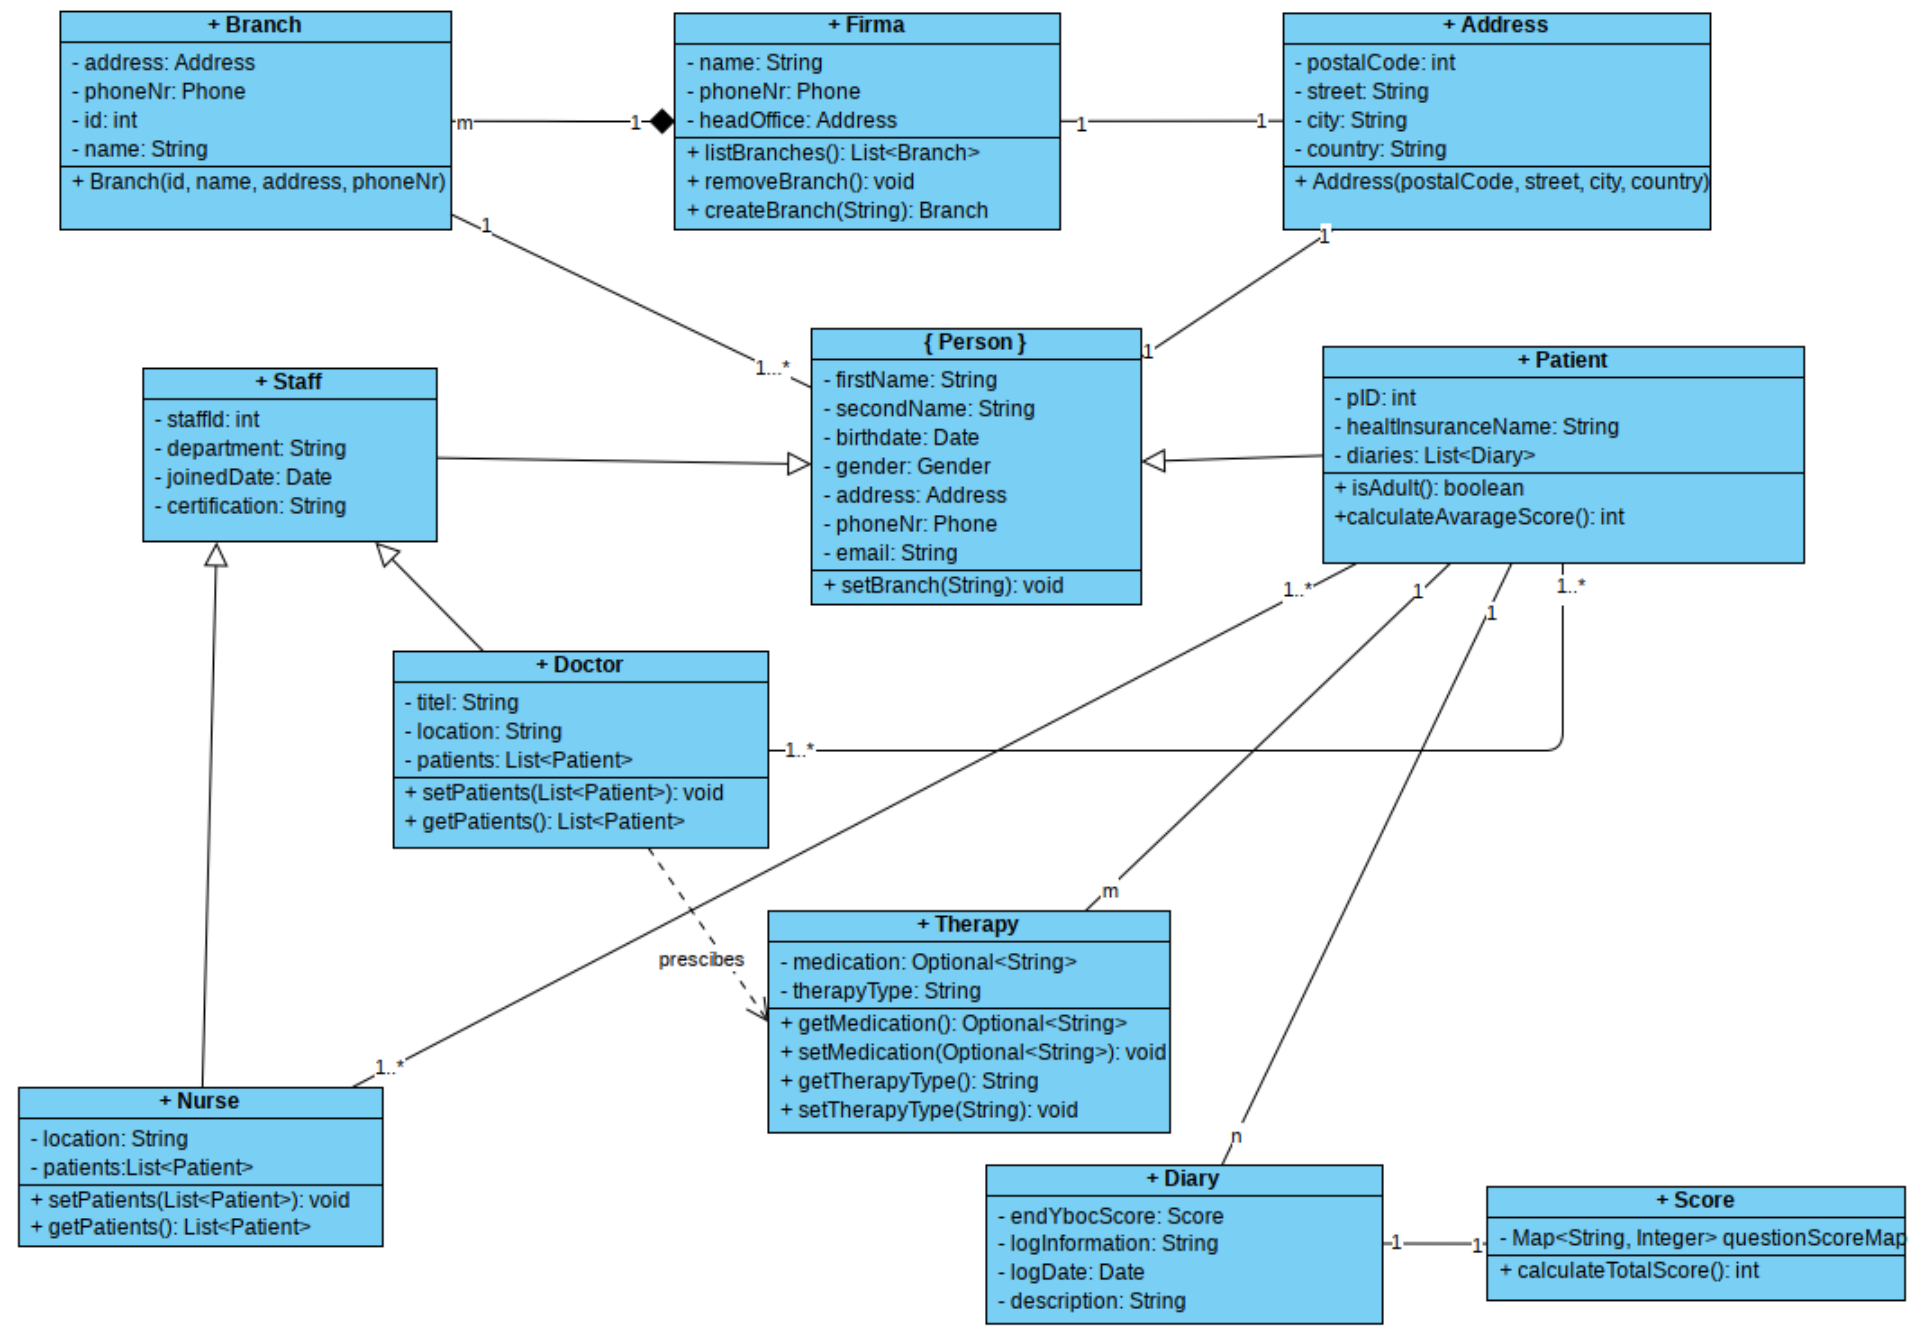 + Branch
- address: Address
- phoneNr: Phone
- id: int
- name: String
+ Branch(id, name, address, phoneNr)
m
1
+ Firma
- name: String
- phoneNr: Phone
- headOffice: Address
+ listBranches(): List<Branch>
+ removeBranch(): void
+ createBranch(String): Branch
1
1
+ Address
- postalCode: int
- street: String
- city: String
- country: String
+ Address(postalCode, street, city, country)
1
1...*
1
1
{ Person }
- firstName: String
- secondName: String
- birthdate: Date
- gender: Gender
- address: Address
- phoneNr: Phone
- email: String
+ setBranch(String): void
+ Staff
- staffId: int
- department: String
- joinedDate: Date
- certification: String
+ Patient
- pID: int
- healtInsuranceName: String
- diaries: List<Diary>
+ isAdult(): boolean
+calculateAvarageScore(): int
1..*
1
1
1..*
+ Doctor
- titel: String
- location: String
- patients: List<Patient>
+ setPatients(List<Patient>): void
+ getPatients(): List<Patient>
1..*
prescibes
m
+ Therapy
- medication: Optional<String>
- therapyType: String
+ getMedication(): Optional<String>
+ setMedication(Optional<String>): void
+ getTherapyType(): String
+ setTherapyType(String): void
1..*
+ Nurse
- location: String
- patients:List<Patient>
+ setPatients(List<Patient>): void
+ getPatients(): List<Patient>
n
+ Diary
- endYbocScore: Score
- logInformation: String
- logDate: Date
- description: String
1
1
+ Score
- Map<String, Integer> questionScoreMap
+ calculateTotalScore(): int